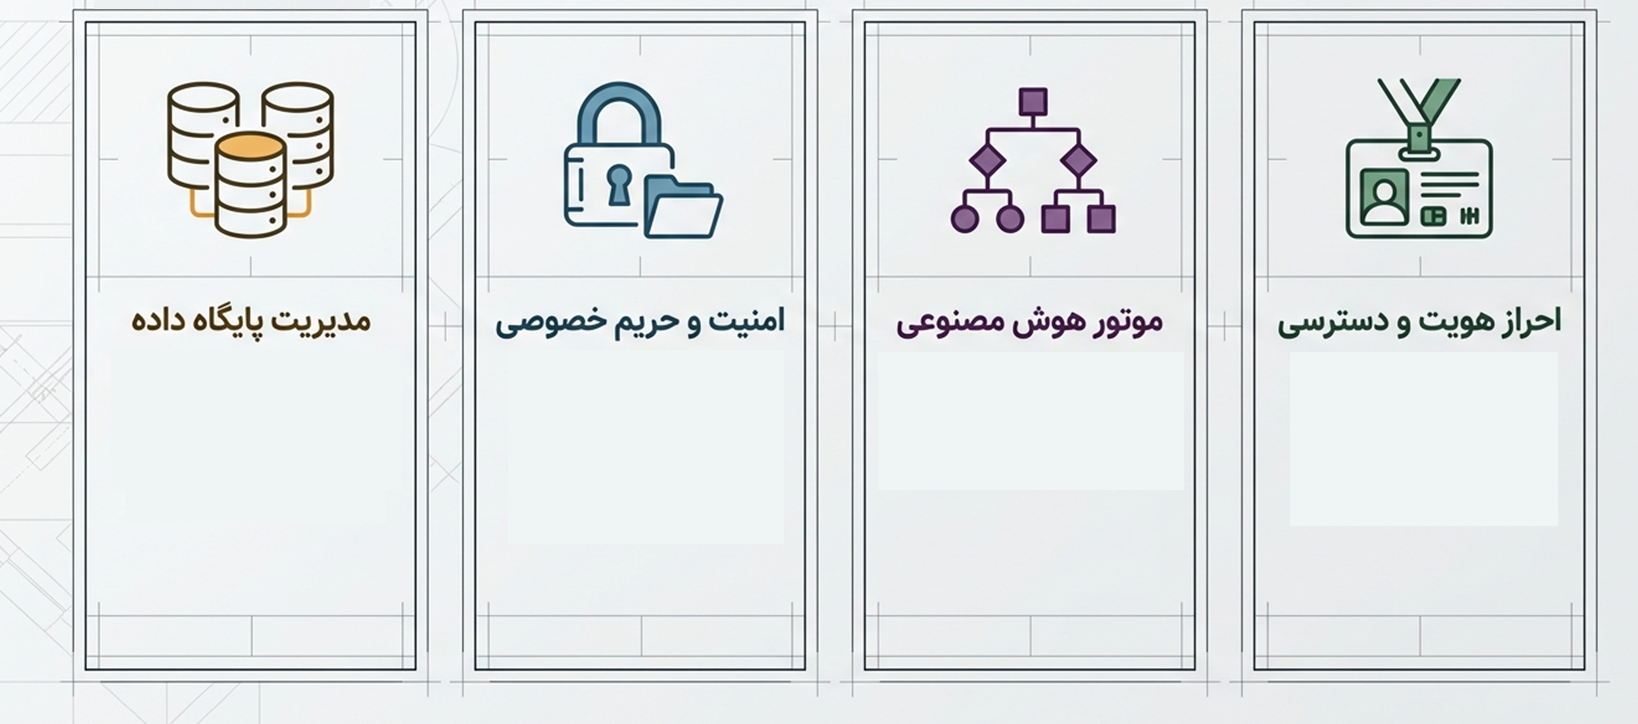 احراز هویت و دسترسی
موتور هوش مصنوعی
امنیت و حریم خصوصی
مدیریت پایگاه داده